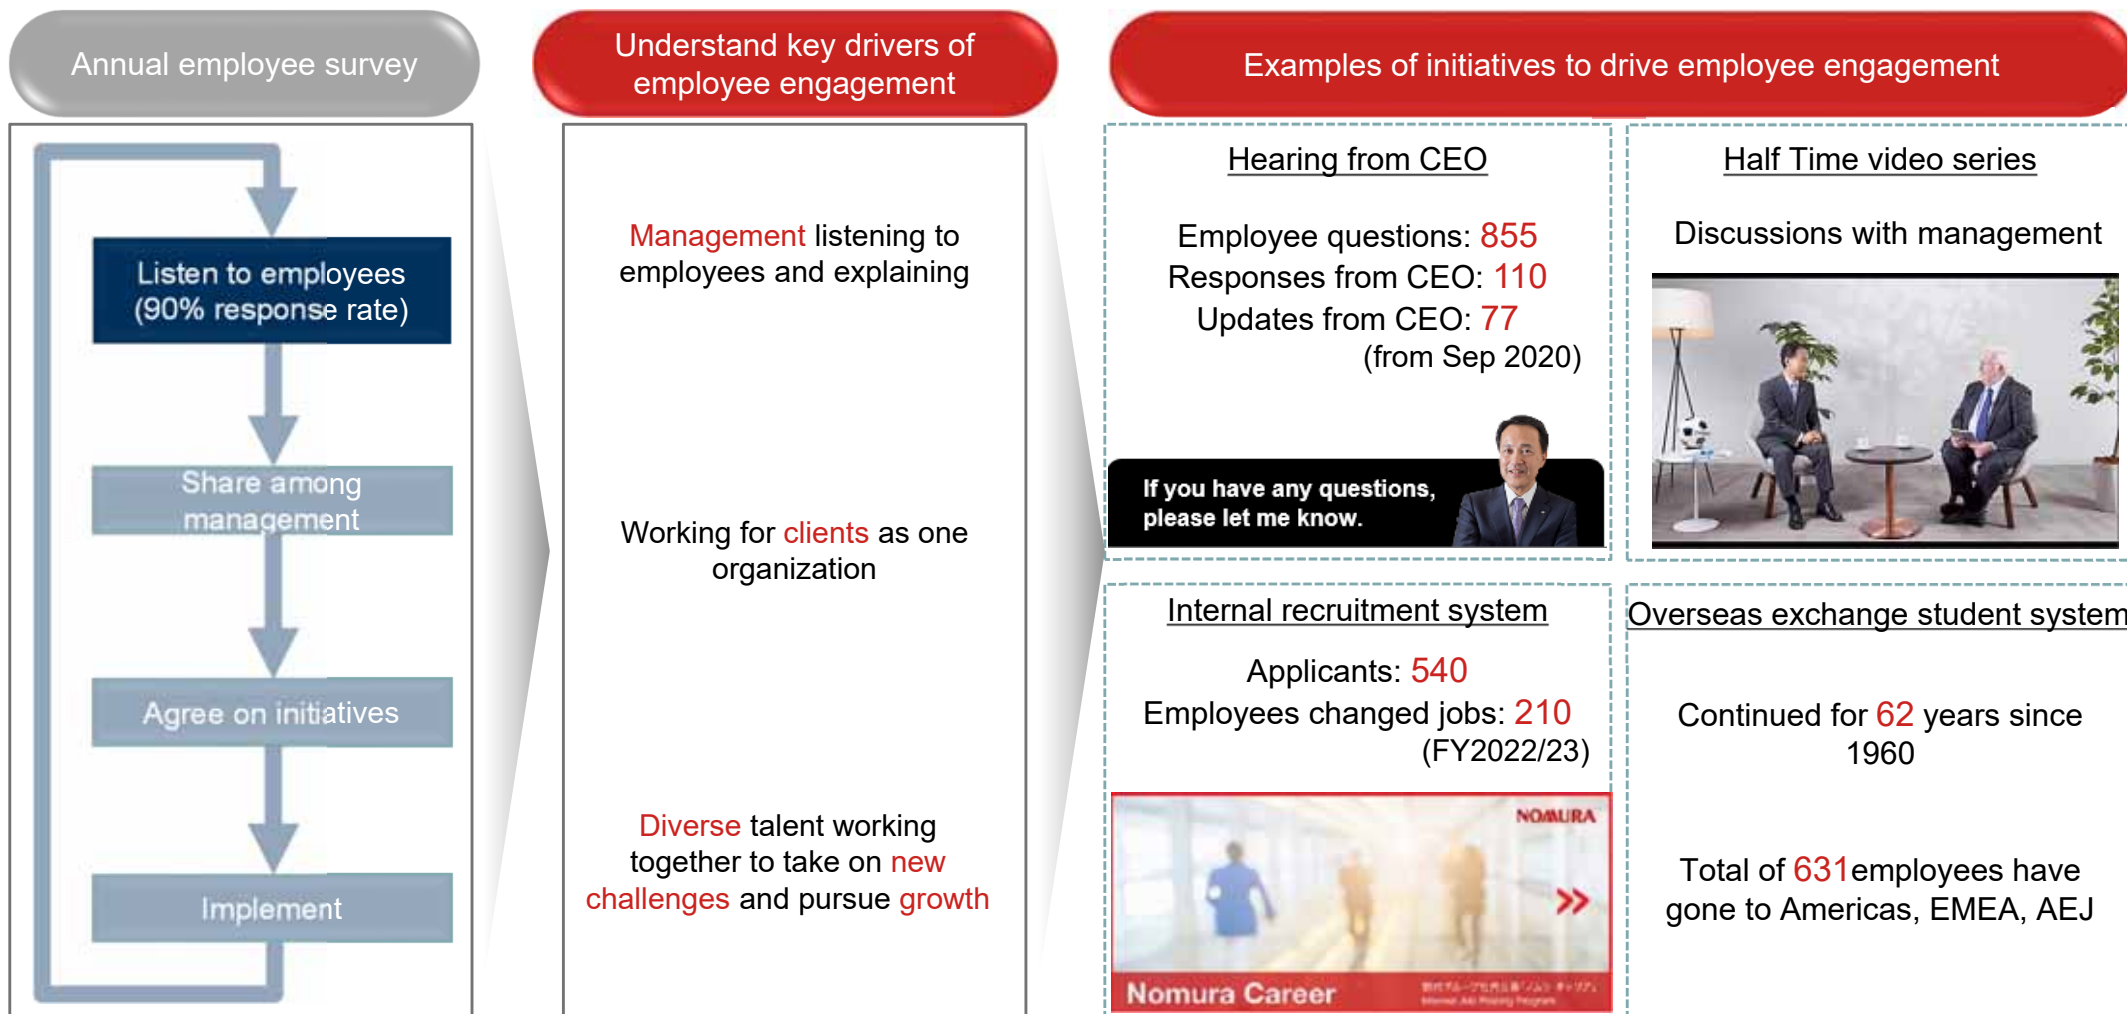 Annual employee survey
Listen to employees
(90% response rate)
Share among
management
Agree on initiatives
Implement
Understand key drivers of
employee engagement
Management listening to
employees and explaining
Working for clients as one
organization
Diverse talent working
together to take on new
challenges and pursue growth
Examples of initiatives to drive employee engagement
Hearing from CEO
Employee questions: 855
Responses from CEO: 110
Updates from CEO: 77
(from Sep 2020)
If you have any questions,
please let me know.
Half Time video series
Discussions with management
Internal recruitment system
Applicants: 540
Employees changed jobs: 210
(FY2022/23)
NOMURA
Nomura Career
Internal Job Posting Program
Overseas exchange student system
Continued for 62 years since
1960
Total of 631employees have
gone to Americas, EMEA, AEJ